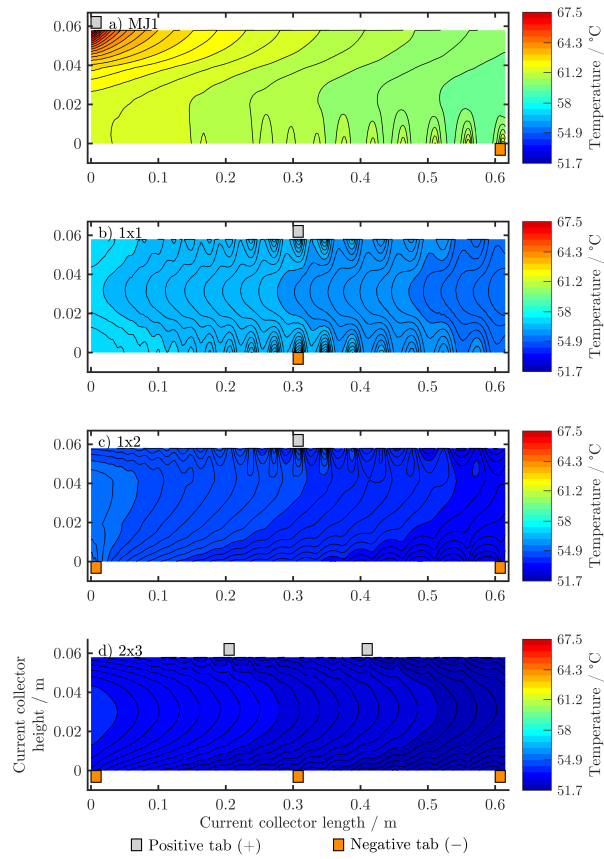 a) MJ1
0.06
0.04
0.02
0
0 0.1 0.2 0.3 0.4 0.5 0.6
67.5
64.3
61.2
58
54.9
51.7
Temperature / °C
b) 1x1
0.06
0.04
0.02
0
0 0.1 0.2 0.3 0.4 0.5 0.6
67.5
64.3
61.2
58
54.9
51.7
Temperature / °C
c) 1x2
0.06
0.04
0.02
0
0 0.1 0.2 0.3 0.4 0.5 0.6
67.5
64.3
61.2
58
54.9
51.7
Temperature / °C
d) 2x3
0.06
0.04
0.02
0
0 0.1 0.2 0.3 0.4 0.5 0.6
67.5
64.3
61.2
58
54.9
51.7
Temperature / °C
Current collector
height / m
Current collector length / m
Positive tab (+) Negative tab (−)